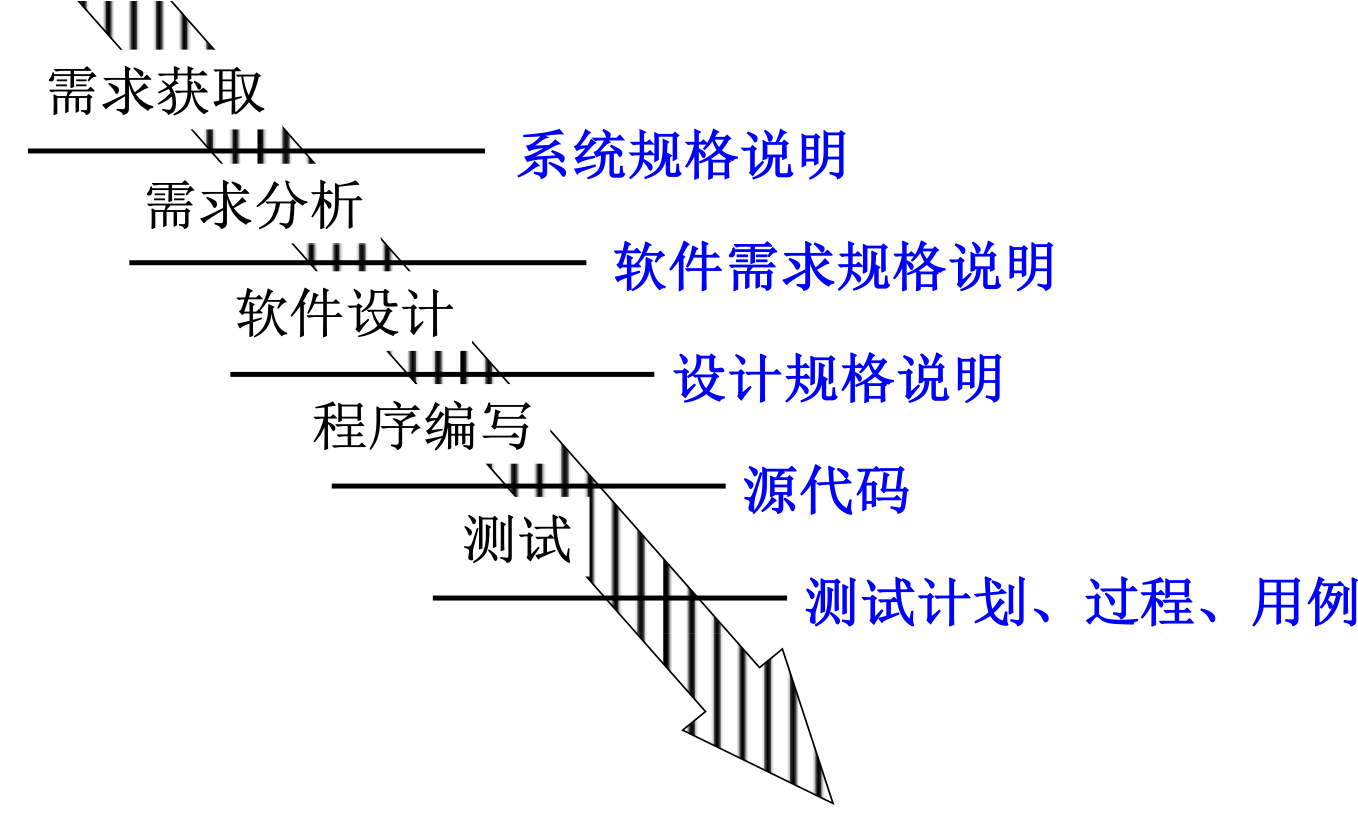 需求获取
系统规格说明
需求分析
软件需求规格说明
软件设计
设计规格说明
程序编写
源代码
测试
测试计划、过程、用例